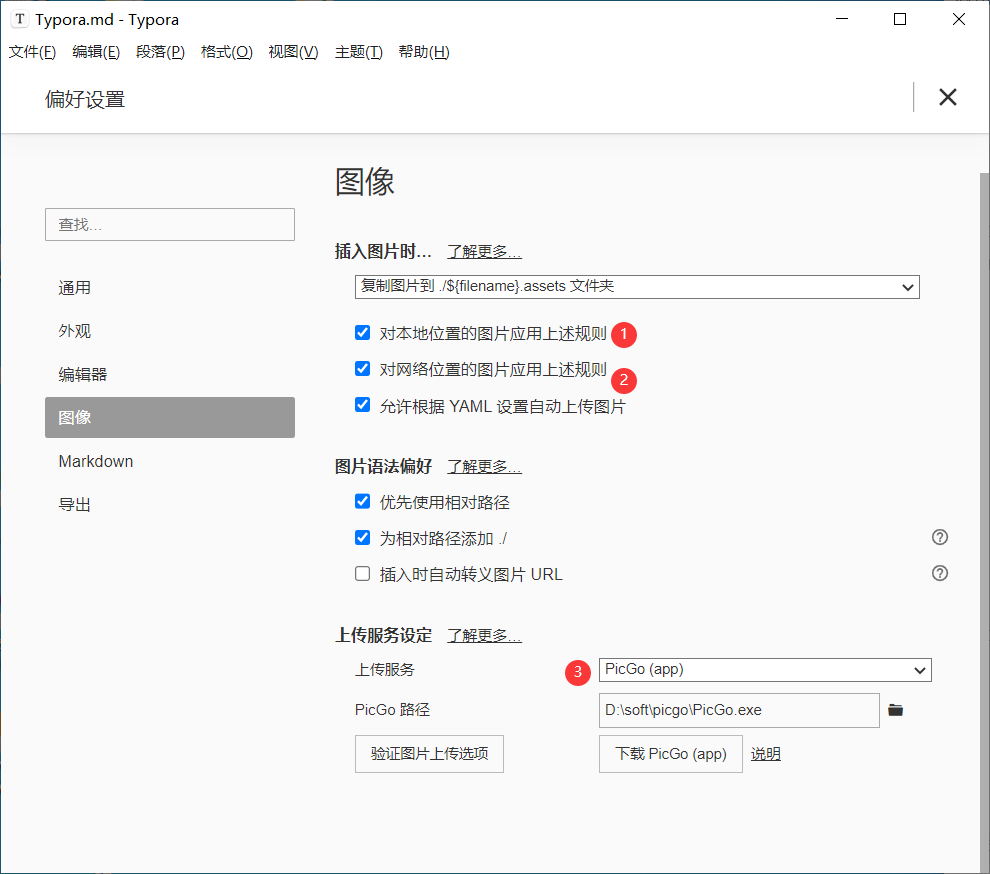 T Typora.md - Typora
文件(F) 编辑(E) 段落(P) 格式(O) 视图(V) 主题(T) 帮助(H)
偏好设置
查找...
通用
外观
编辑器
图像
Markdown
导出
图像
插入图片时... 了解更多...
复制图片到 ./${filename}.assets 文件夹
对本地位置的图片应用上述规则 1
对网络位置的图片应用上述规则 2
允许根据 YAML 设置自动上传图片
图片语法偏好 了解更多...
优先使用相对路径
为相对路径添加 ./ ?
插入时自动转义图片 URL ?
上传服务设定 了解更多...
上传服务 3 PicGo (app)
PicGo 路径 D:\soft\picgo\PicGo.exe
验证图片上传选项 下载 PicGo (app) 说明